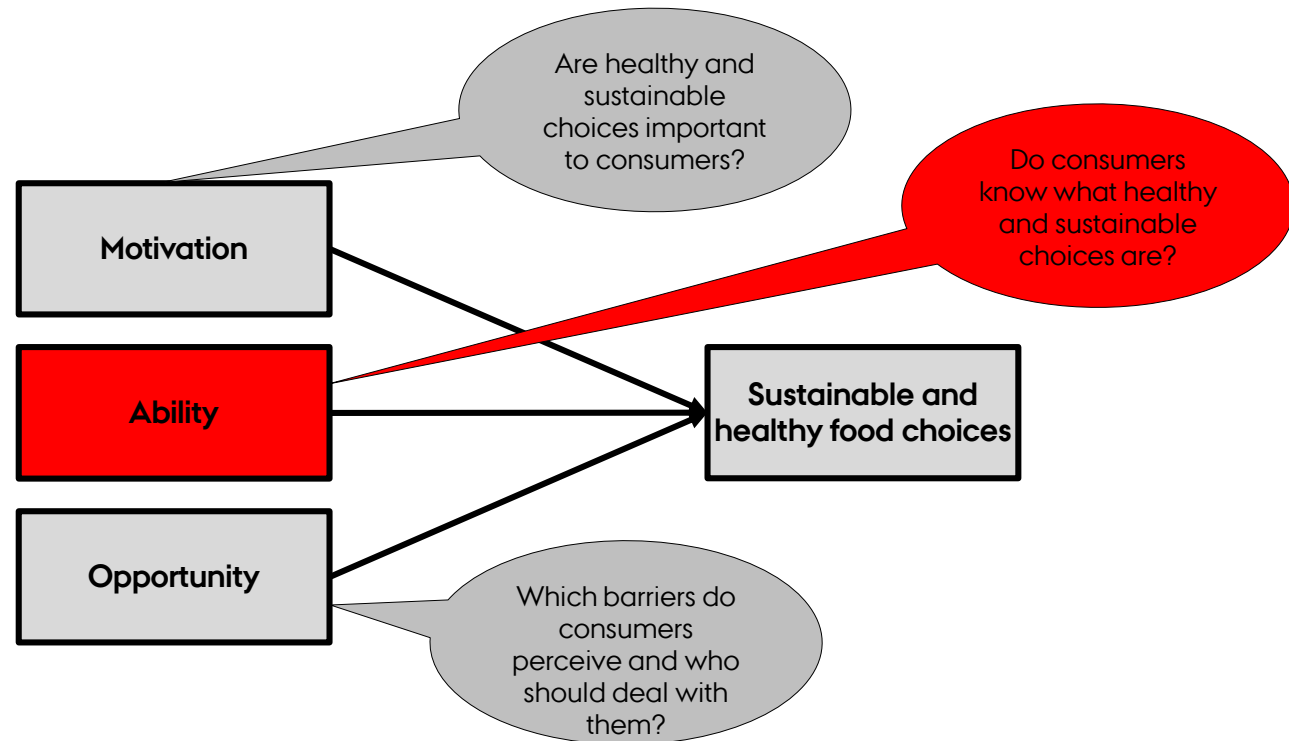 Are healthy and
sustainable
choices important
to consumers?
Do consumers
know what healthy
and sustainable
choices are?
Motivation
Ability
Sustainable and
healthy food choices
Opportunity
Which barriers do
consumers
perceive and who
should deal with
them?